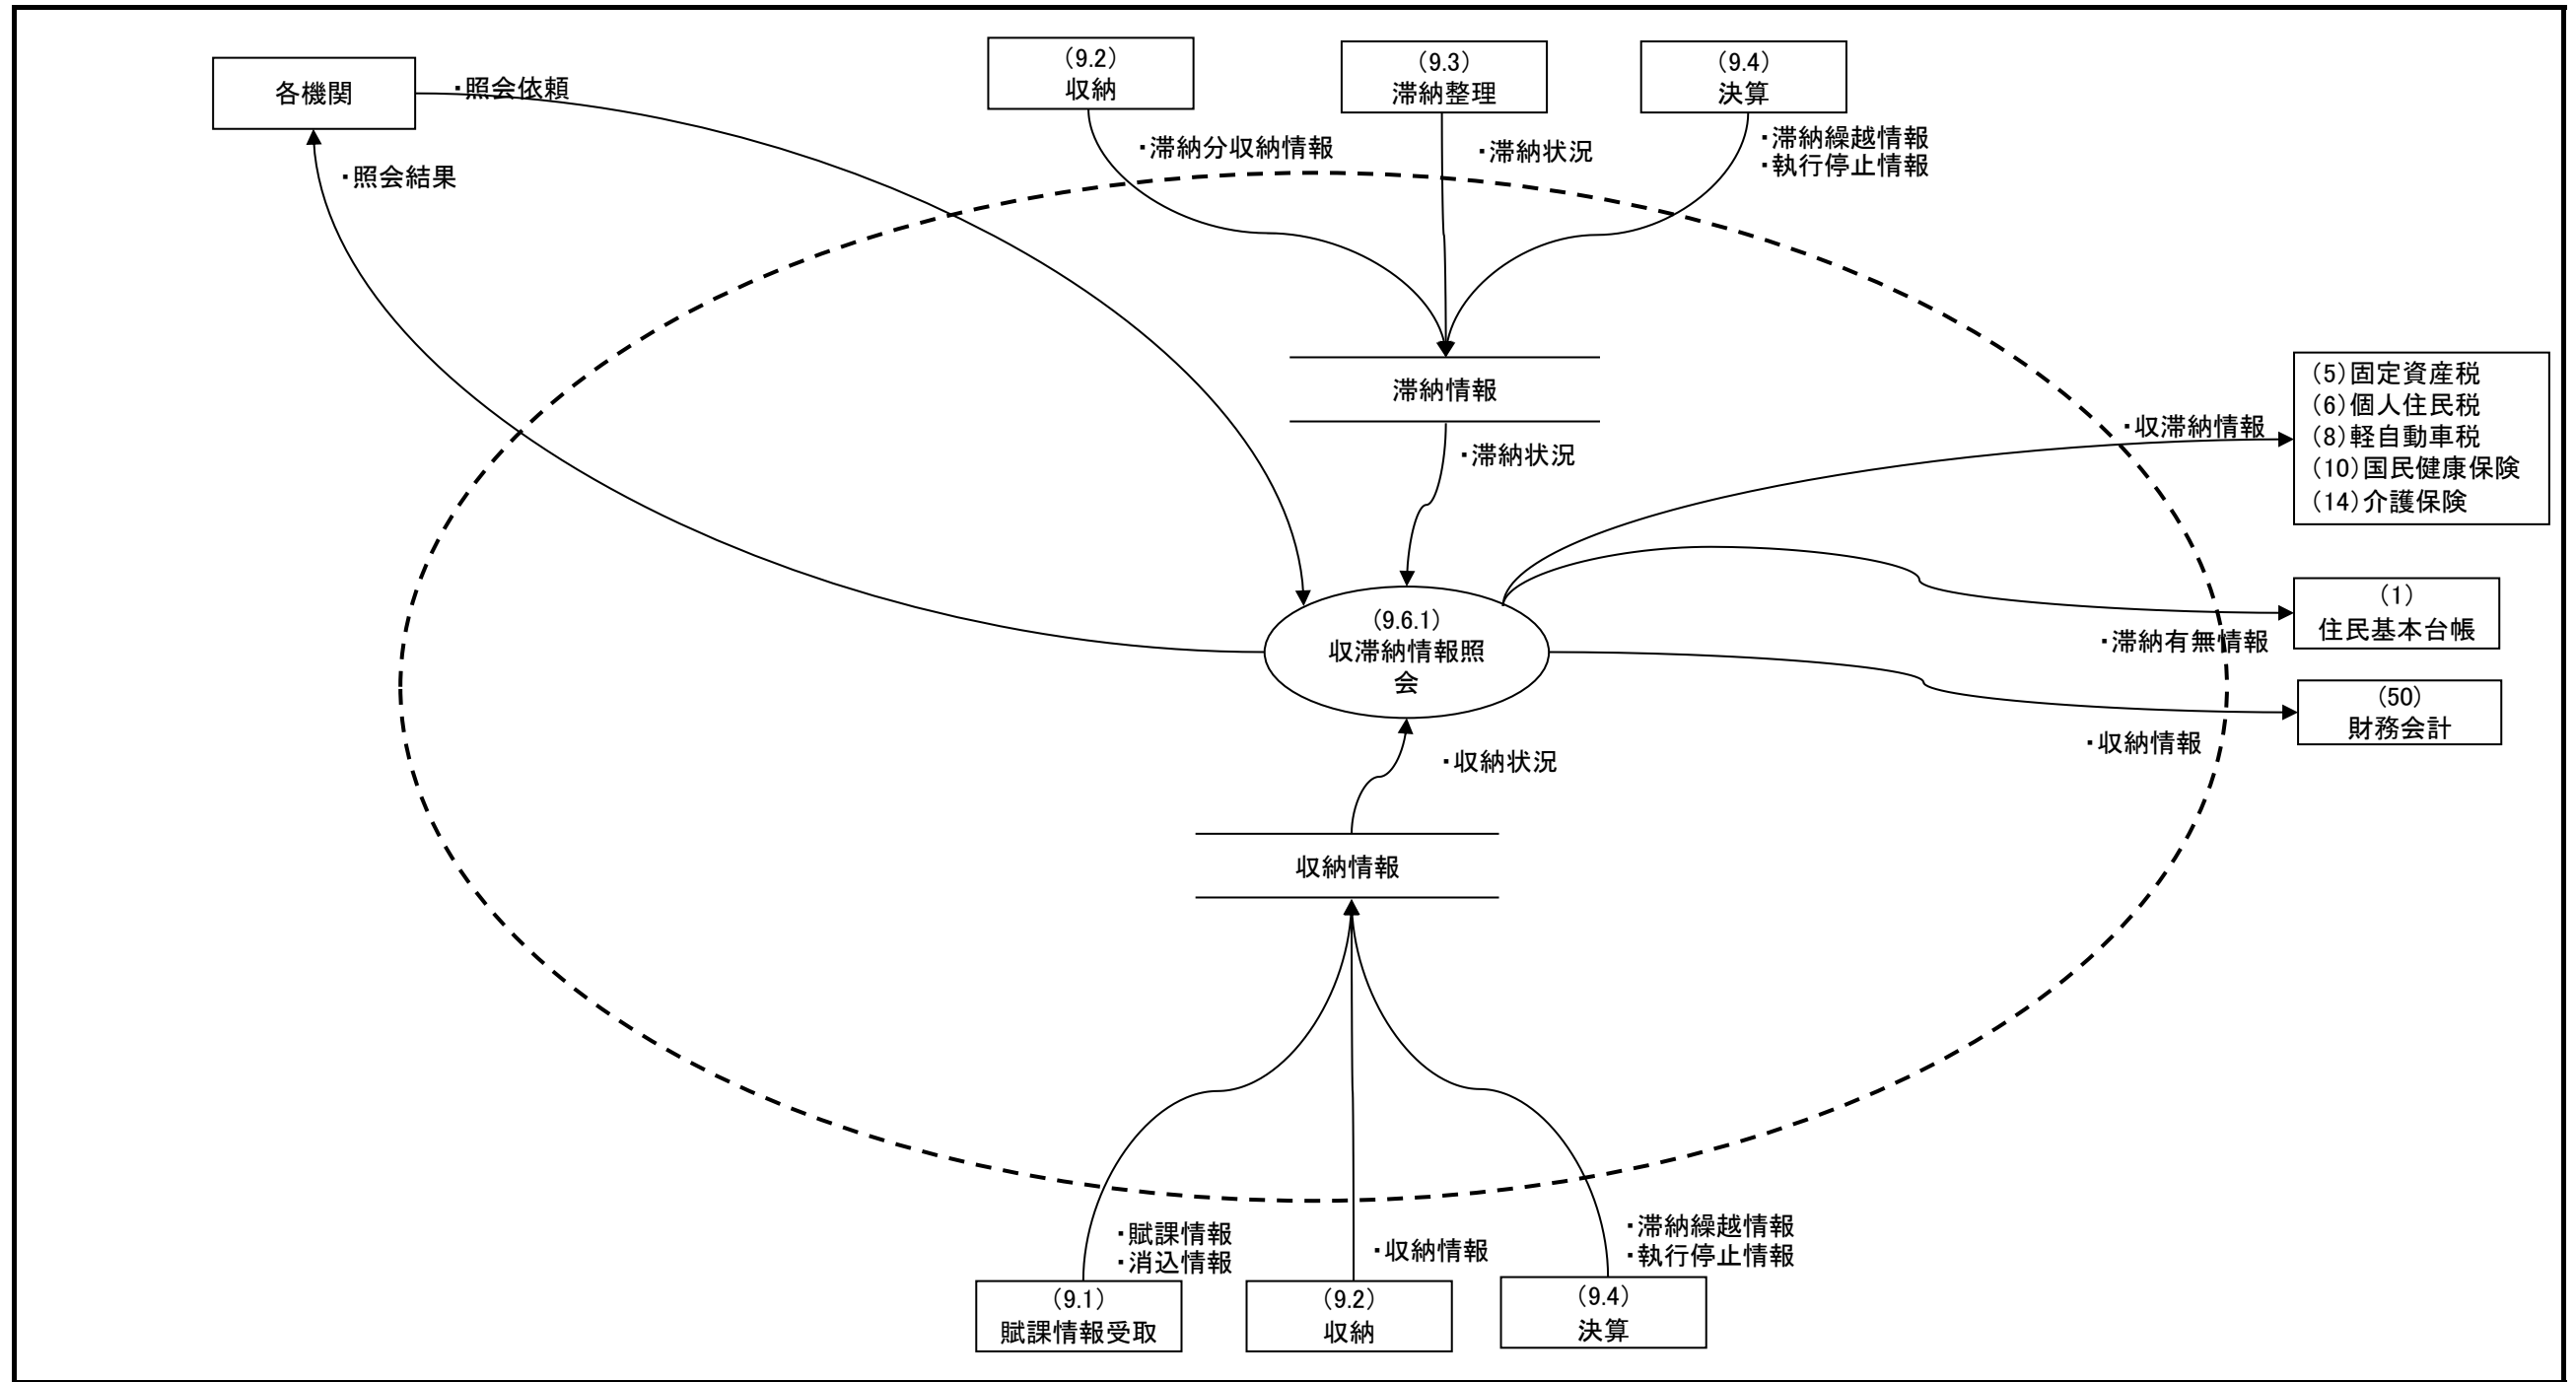 各機関
・照会依頼
・照会結果
（9.2）
収納
（9.3）
滞納整理
（9.4）
決算
・滞納分収納情報
・滞納状況
・滞納繰越情報
・執行停止情報
滞納情報
・滞納状況
・収滞納情報
（5）固定資産税
（6）個人住民税
（8）軽自動車税
（10）国民健康保険
（14）介護保険
（1）
住民基本台帳
・滞納有無情報
（9.6.1）
収滞納情報照
会
（50）
財務会計
・収納情報
・収納状況
収納情報
・賦課情報
・消込情報
・収納情報
・滞納繰越情報
・執行停止情報
（9.1）
賦課情報受取
（9.2）
収納
（9.4）
決算